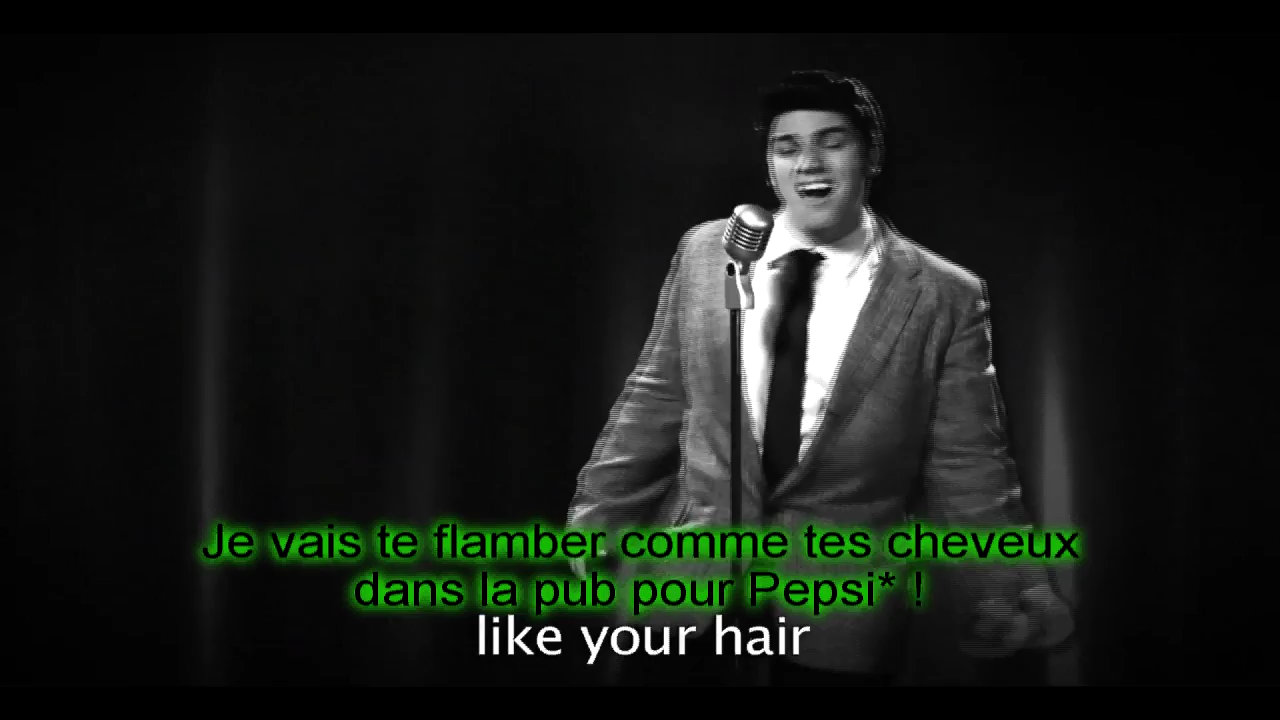 Je vais te flamber comme tes cheveux
dans la pub pour Pepsi* !
like your hair